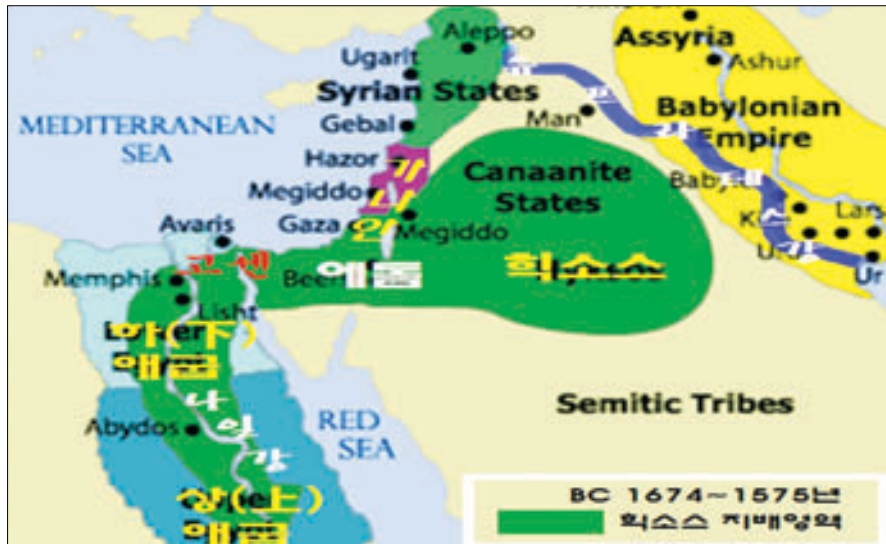 Aleppo
Assyria
Ugarit
Ashur
Syrian States
MEDITERRANEAN
SEA
Gebal
Man
Babylonian
Empire
Hazor
가
Canaanite
States
Megiddo
나
Gaza
안
Megiddo
Lars
Avaris
고센
에돔
힉소스
강
Ur
Memphis
Lisht
하(下)
애굽
나
Semitic Tribes
Abydos
RED
SEA
강
상(上)
애굽
BC 1674~1575년
힉소스 지배영역